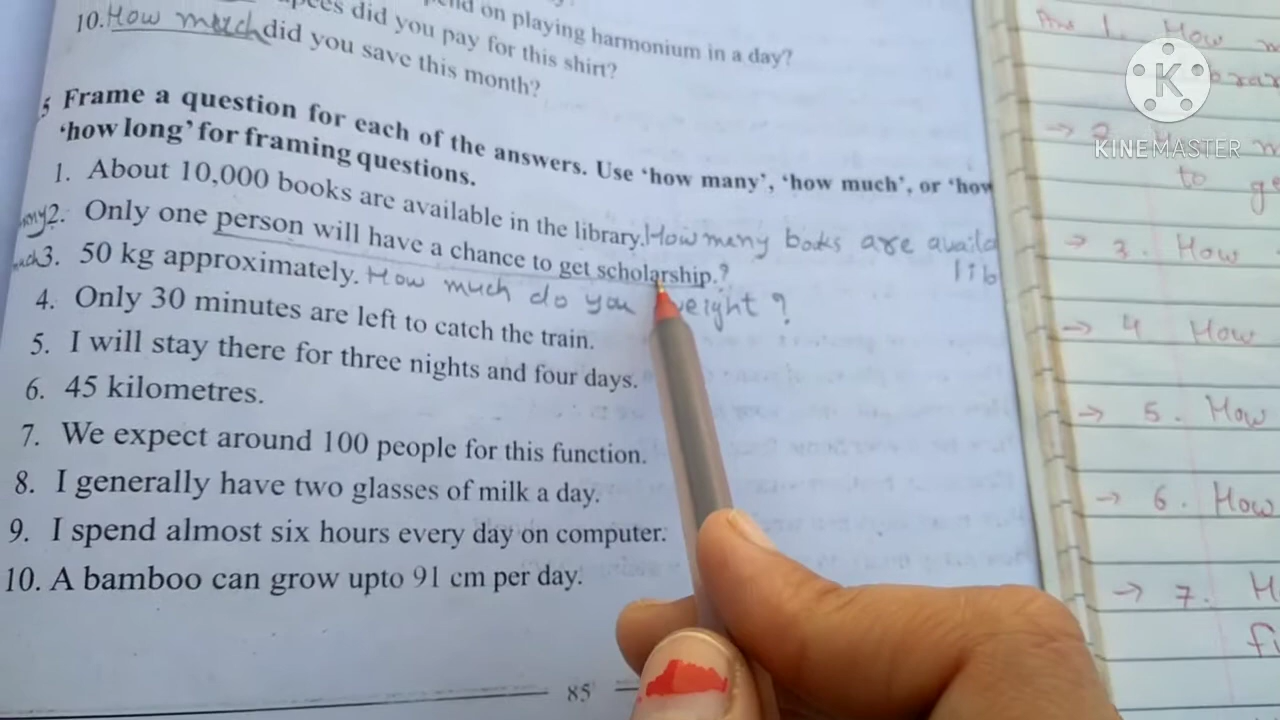 end on playing harmonium in a day?
did you pay for this shirt?
10. How much did you save this month?
5 Frame a question for each of the answers. Use 'how many', 'how much', or 'how
'how long' for framing questions.
1. About 10,000 books are available in the library. How meny books are availa
lib
2. Only one person will have a chance to get scholarship.?
3. 50 kg approximately. How much do you weight ?
4. Only 30 minutes are left to catch the train.
5. I will stay there for three nights and four days.
6. 45 kilometres.
7. We expect around 100 people for this function.
8. I generally have two glasses of milk a day.
9. I spend almost six hours every day on computer.
10. A bamboo can grow upto 91 cm per day.
85
Ans 1. How m
K
KINEMASTER
to ge
→ 3. How
→ 4 How
→ 5. How
→ 6. How
→ 7. H